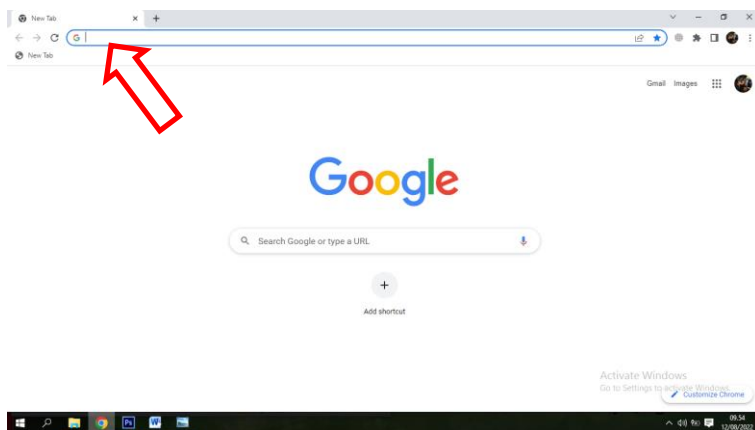 New Tab
G
New Tab
Gmail Images
Google
Search Google or type a URL
Add shortcut
Activate Windows
Go to Settings to activate Windows.
Customize Chrome
Ps W
09.54
12/08/2022